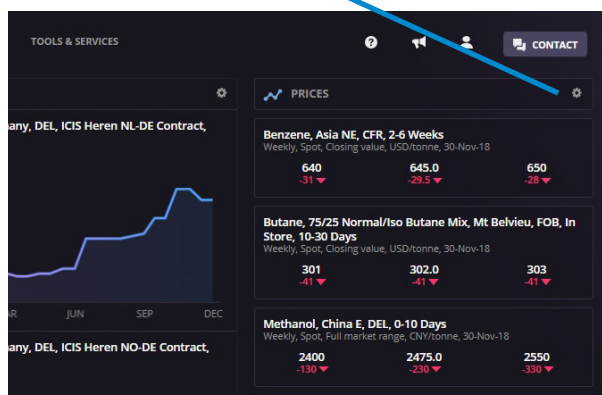 TOOLS & SERVICES
? CONTACT
any, DEL, ICIS Heren NL-DE Contract,
AR JUN SEP DEC
any, DEL, ICIS Heren NO-DE Contract,
PRICES
Benzene, Asia NE, CFR, 2-6 Weeks
Weekly, Spot, Closing value, USD/tonne, 30-Nov-18
640 645.0 650
-31 -29.5 -28
Butane, 75/25 Normal/Iso Butane Mix, Mt Belvieu, FOB, In
Store, 10-30 Days
Weekly, Spot, Closing value, USD/tonne, 30-Nov-18
301 302.0 303
-41 -41 -41
Methanol, China E, DEL, 0-10 Days
Weekly, Spot, Full market range, CNY/tonne, 30-Nov-18
2400 2475.0 2550
-130 -230 -330